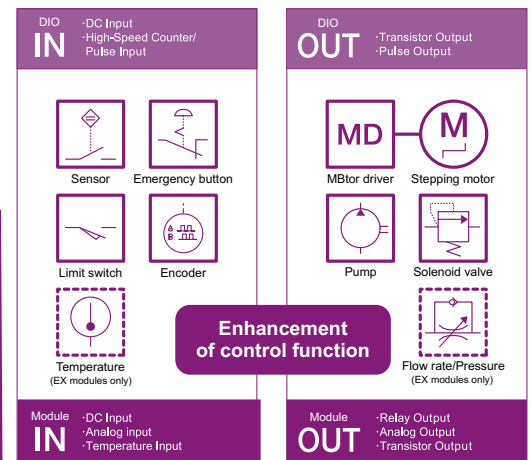 DIO
IN
·DC Input
·High-Speed Counter/
Pulse Input
Sensor
Emergency button
Limit switch
A
B
Encoder
Temperature
(EX modules only)
Module
IN
·DC Input
·Analog input
·Temperature Input
Enhancement
of control function
DIO
OUT
·Transistor Output
·Pulse Output
MD
M
MBtor driver
Stepping motor
Pump
Solenoid valve
Flow rate/Pressure
(EX modules only)
Module
OUT
·Relay Output
·Analog Output
·Transistor Output